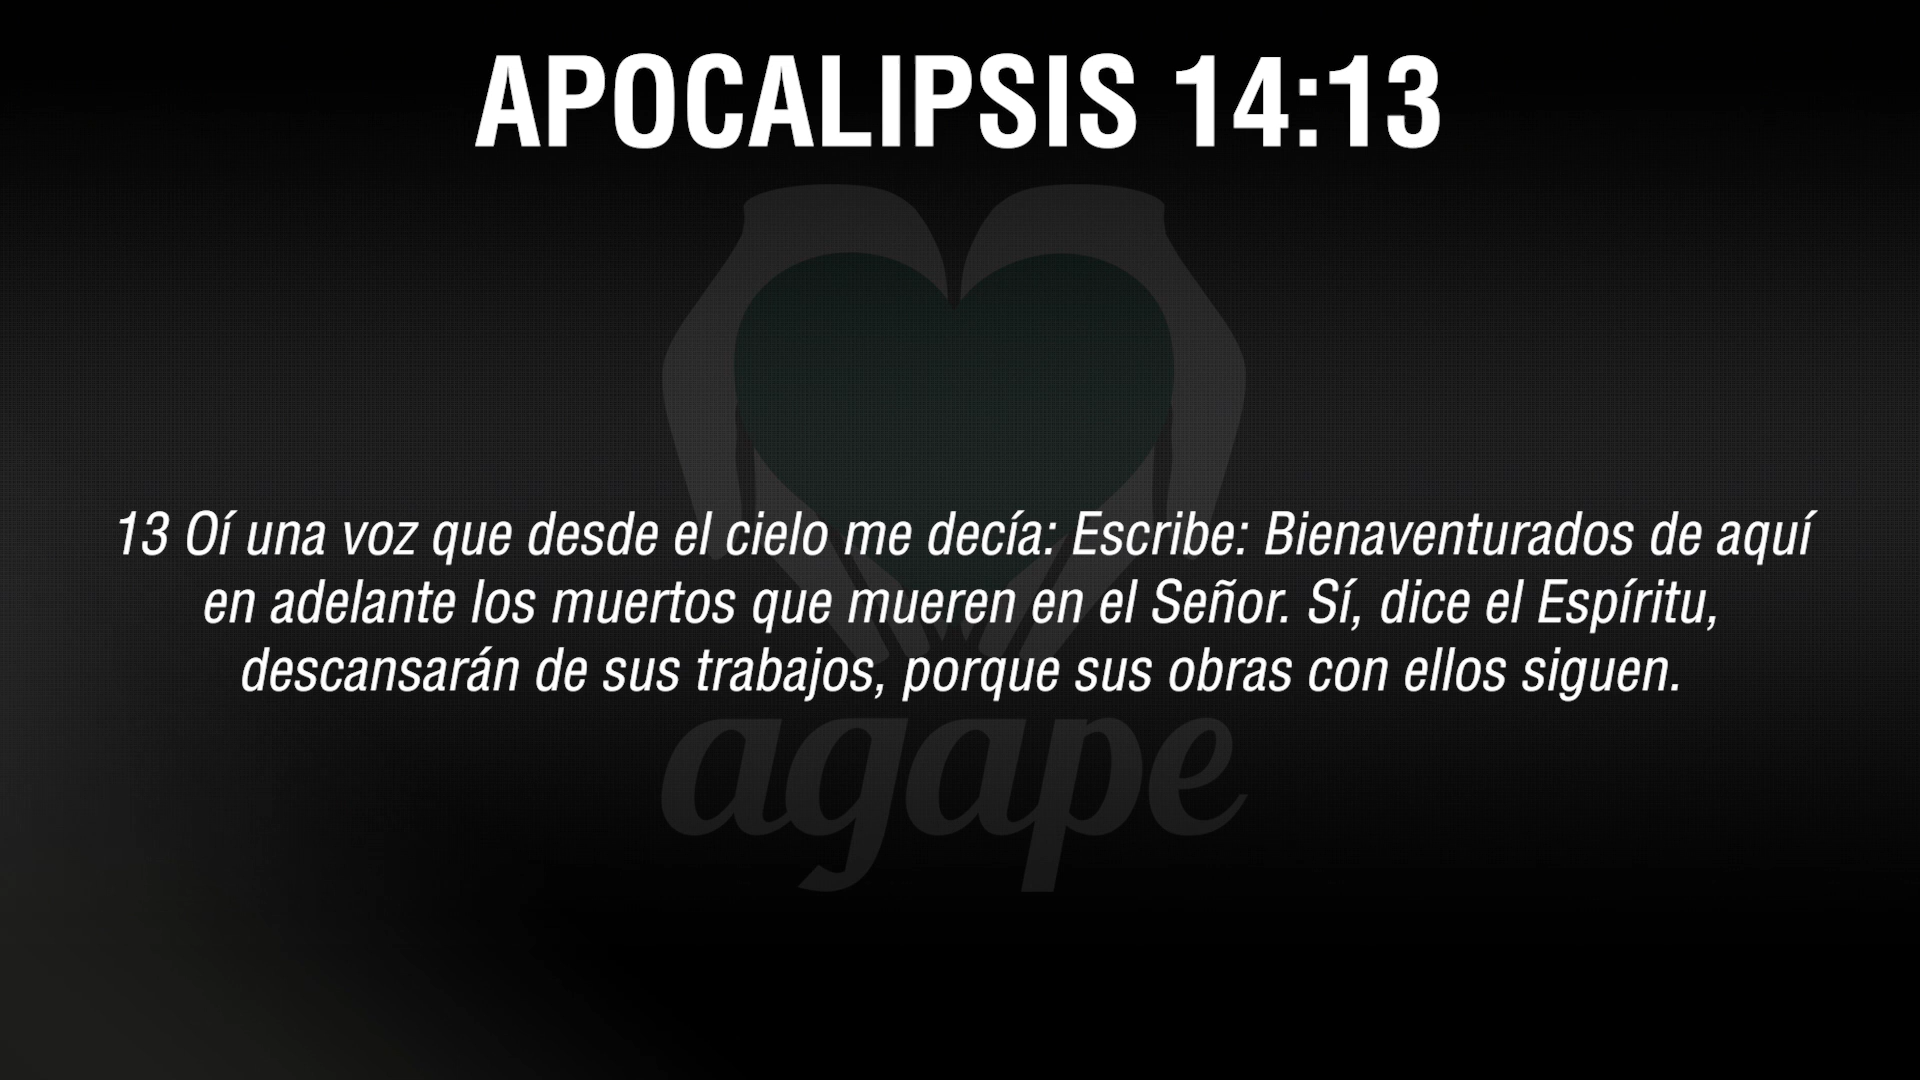 APOCALIPSIS 14:13
13 Oí una voz que desde el cielo me decía: Escribe: Bienaventurados de aquí
en adelante los muertos que mueren en el Señor. Sí, dice el Espíritu,
descansarán de sus trabajos, porque sus obras con ellos siguen.
agape